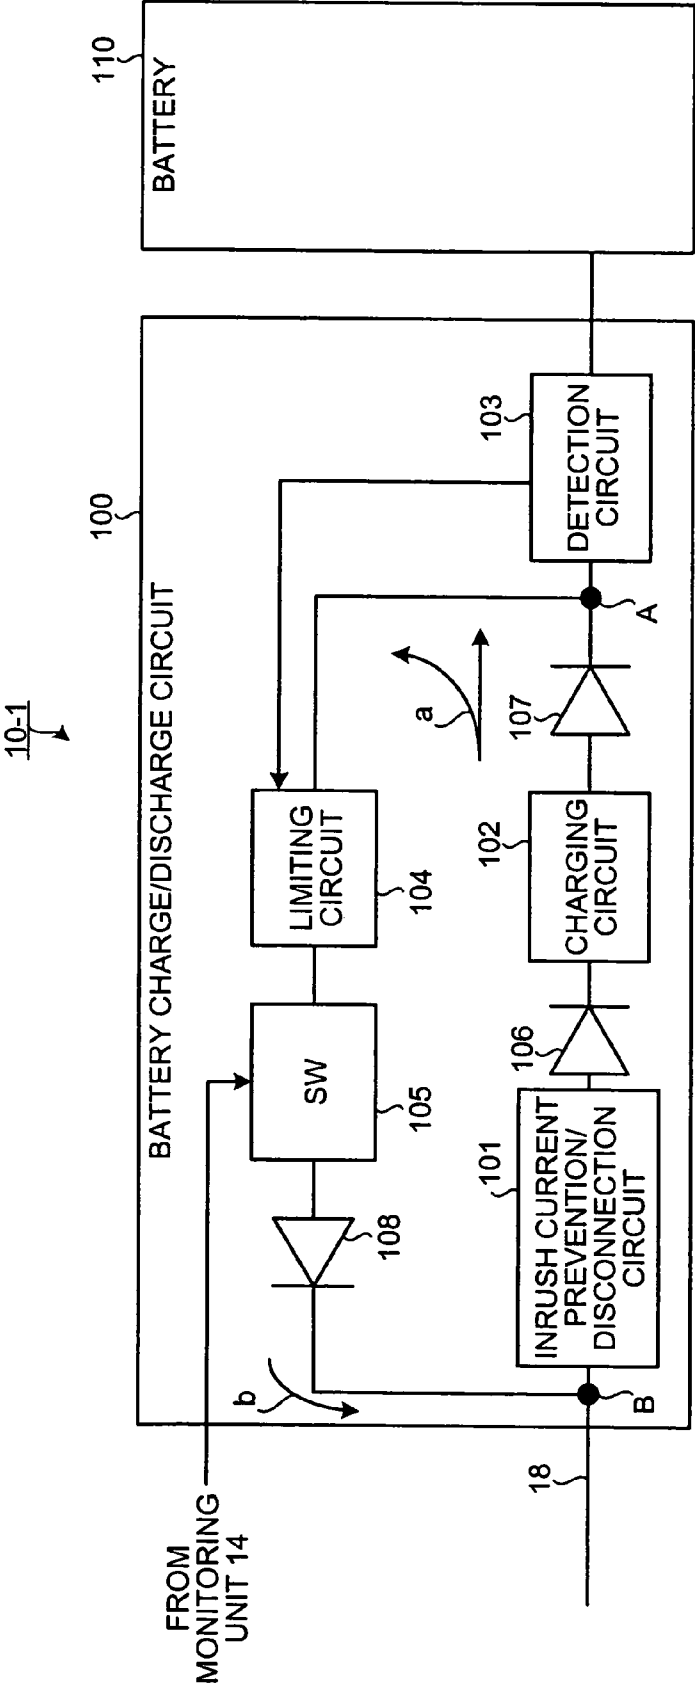 10-1
100
110
BATTERY CHARGE/DISCHARGE CIRCUIT
BATTERY
FROM
MONITORING
UNIT 14
b
108
SW
105
LIMITING
CIRCUIT
104
a
103
DETECTION
CIRCUIT
18
B
101
INRUSH CURRENT
PREVENTION/
DISCONNECTION
CIRCUIT
106
102
CHARGING
CIRCUIT
107
A